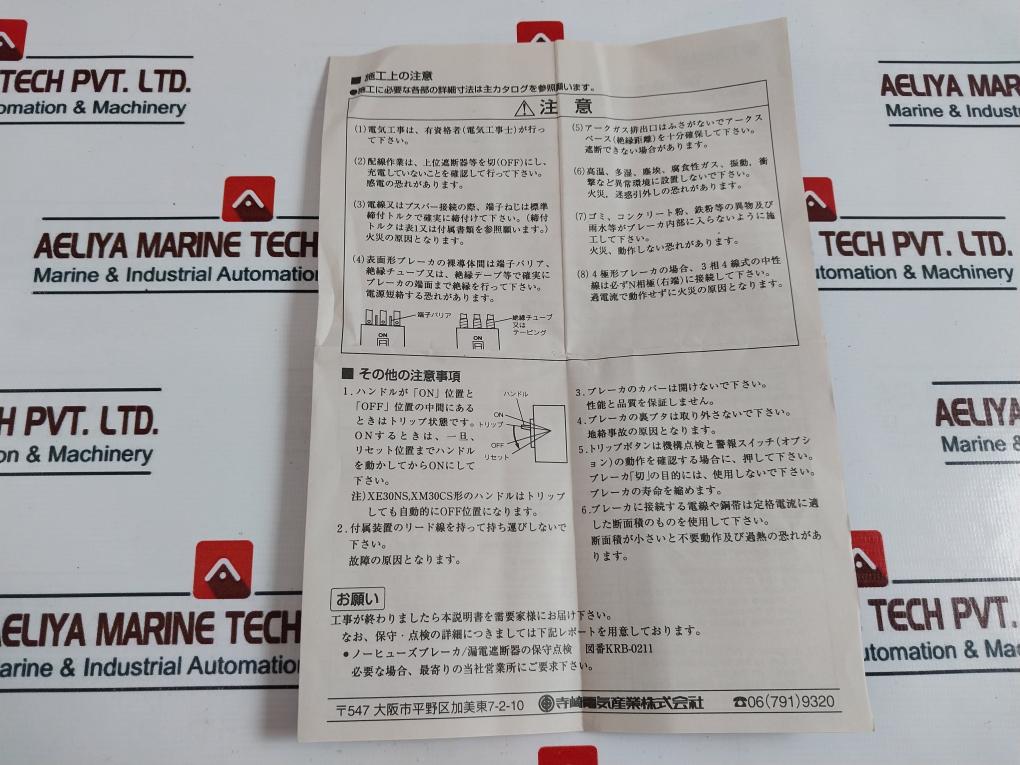 ■ 施工上の注意
●施工に必要な各部の詳細寸法は主カタログを参照願います。
⚠ 注 意
(1)電気工事は、有資格者(電気工事士)が行っ
て下さい。
(2)配線作業は、上位遮断器等を切(OFF)にし、
充電していないことを確認して行って下さい。
感電の恐れがあります。
(3)電線又はブスバー接続の際、端子ねじは標準
締付トルクで確実に締付けて下さい。(締付
トルクは表1又は付属書類を参照願います。)
火災の原因となります。
(4)表面形ブレーカの裸導体間は端子バリア、
絶縁チューブ又は、絶縁テープ等で確実に
ブレーカの端面まで絶縁を行って下さい。
電源短絡する恐れがあります。
端子バリア
ON
絶縁チューブ
又は
テーピング
ON
(5)アークガス排出口はふさがないでアークス
ペース(絶縁距離)を十分確保して下さい。
遮断できない場合があります。
(6)高温、多湿、塵埃、腐食性ガス、振動、衝
撃など異常環境に設置しないで下さい。
火災、迷惑引外しの恐れがあります。
(7)ゴミ、コンクリート粉、鉄粉等の異物及び
雨水等がブレーカ内部に入らないように施
工して下さい。
火災、動作しない恐れがあります。
(8)4極形ブレーカの場合、3相4線式の中性
線は必ずN相極(右端)に接続して下さい。
過電流で動作せずに火災の原因となります。
■ その他の注意事項
1.ハンドルが「ON」位置と
「OFF」位置の中間にある
ときはトリップ状態です。
ONするときは、一旦、
リセット位置までハンドル
を動かしてからONにして
下さい。
注)XE30NS,XM30CS形のハンドルはトリップ
しても自動的にOFF位置になります。
ハンドル
ON
トリップ
OFF
リセット
2.付属装置のリード線を持って持ち運びしないで
下さい。
故障の原因となります。
3.ブレーカのカバーは開けないで下さい。
性能と品質を保証しません。
4.ブレーカの裏ブタは取り外さないで下さい。
地絡事故の原因となります。
5.トリップボタンは機構点検と警報スイッチ(オプシ
ョン)の動作を確認する場合に、押して下さい。
ブレーカ「切」の目的には、使用しないで下さい。
ブレーカの寿命を縮めます。
6.ブレーカに接続する電線や銅帯は定格電流に適
した断面積のものを使用して下さい。
断面積が小さいと不要動作及び過熱の恐れがあ
ります。
お願い
工事が終わりましたら本説明書を需要家様にお届け下さい。
なお、保守・点検の詳細につきましては下記レポートを用意しております。
●ノーヒューズブレーカ/漏電遮断器の保守点検 図番KRB-0211
必要な場合、最寄りの当社営業所にご要求下さい。
〒547 大阪市平野区加美東7-2-10 寺崎電気産業株式会社 ☎06(791)9320
TECH PVT. LTD.
tomation & Machinery
AELIYA MARINE
Marine & Industrial
AELIYA MARINE TECH
Marine & Industrial Automation
PVT. LTD.
& Machinery
H PVT. LTD.
on & Machinery
AELIYA
Marine &
AELIYA MARINE TECH
Marine & Industrial Automation
TECH PVT.
utomation & Ma